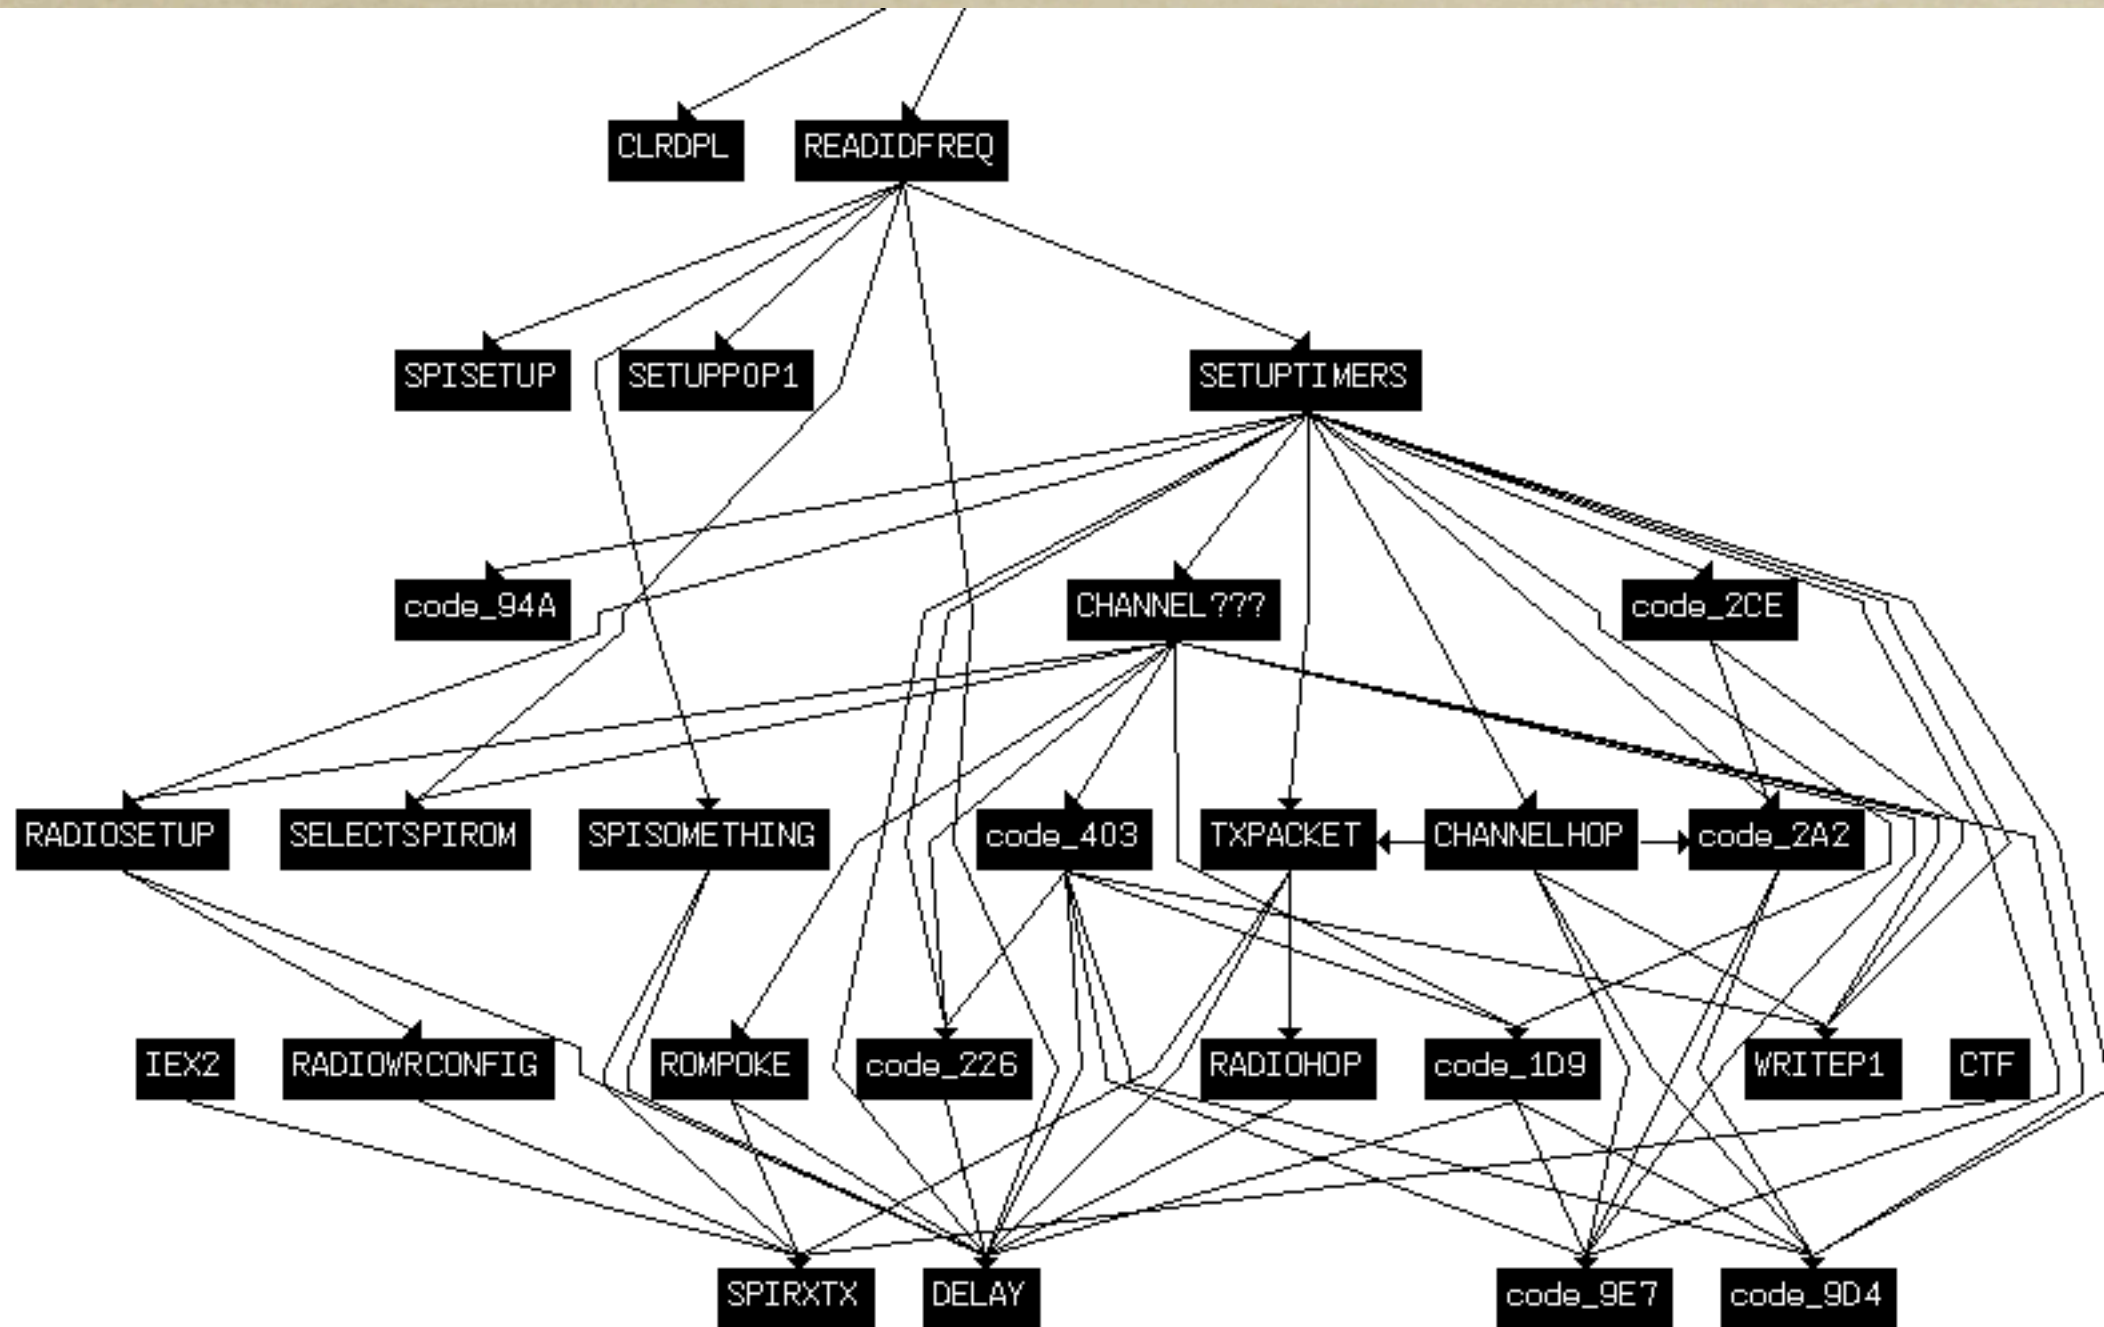 CLRDPL
READIDFREQ
SPISETUP
SETUPP0P1
SETUPTIMERS
code_94A
CHANNEL???
code_2CE
RADIOSETUP
SELECTSPIROM
SPISOMETHING
code_403
TXPACKET
CHANNELHOP
code_2A2
IEX2
RADIOWRCONFIG
ROMPOKE
code_226
RADIOHOP
code_1D9
WRITEP1
CTF
SPIRXTX
DELAY
code_9E7
code_9D4